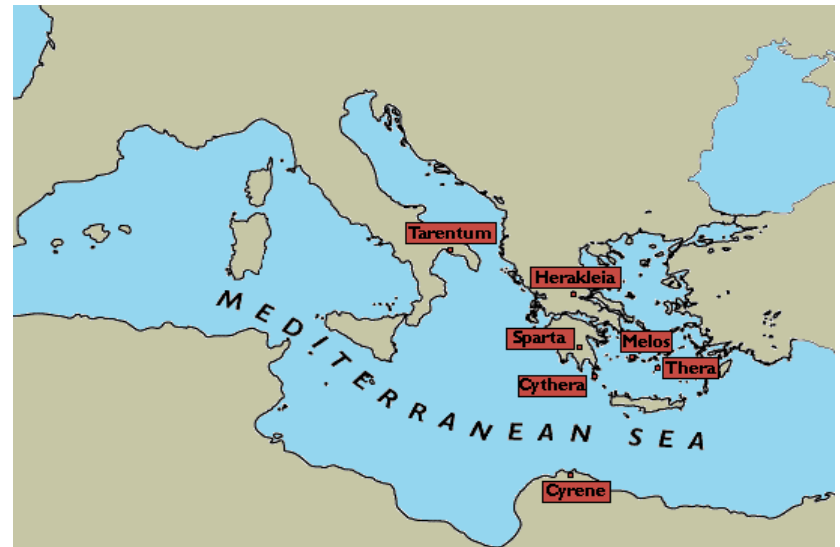 Tarentum
Herakleia
Sparta
Melos
Thera
Cythera
MEDITERRANEAN SEA
Cyrene